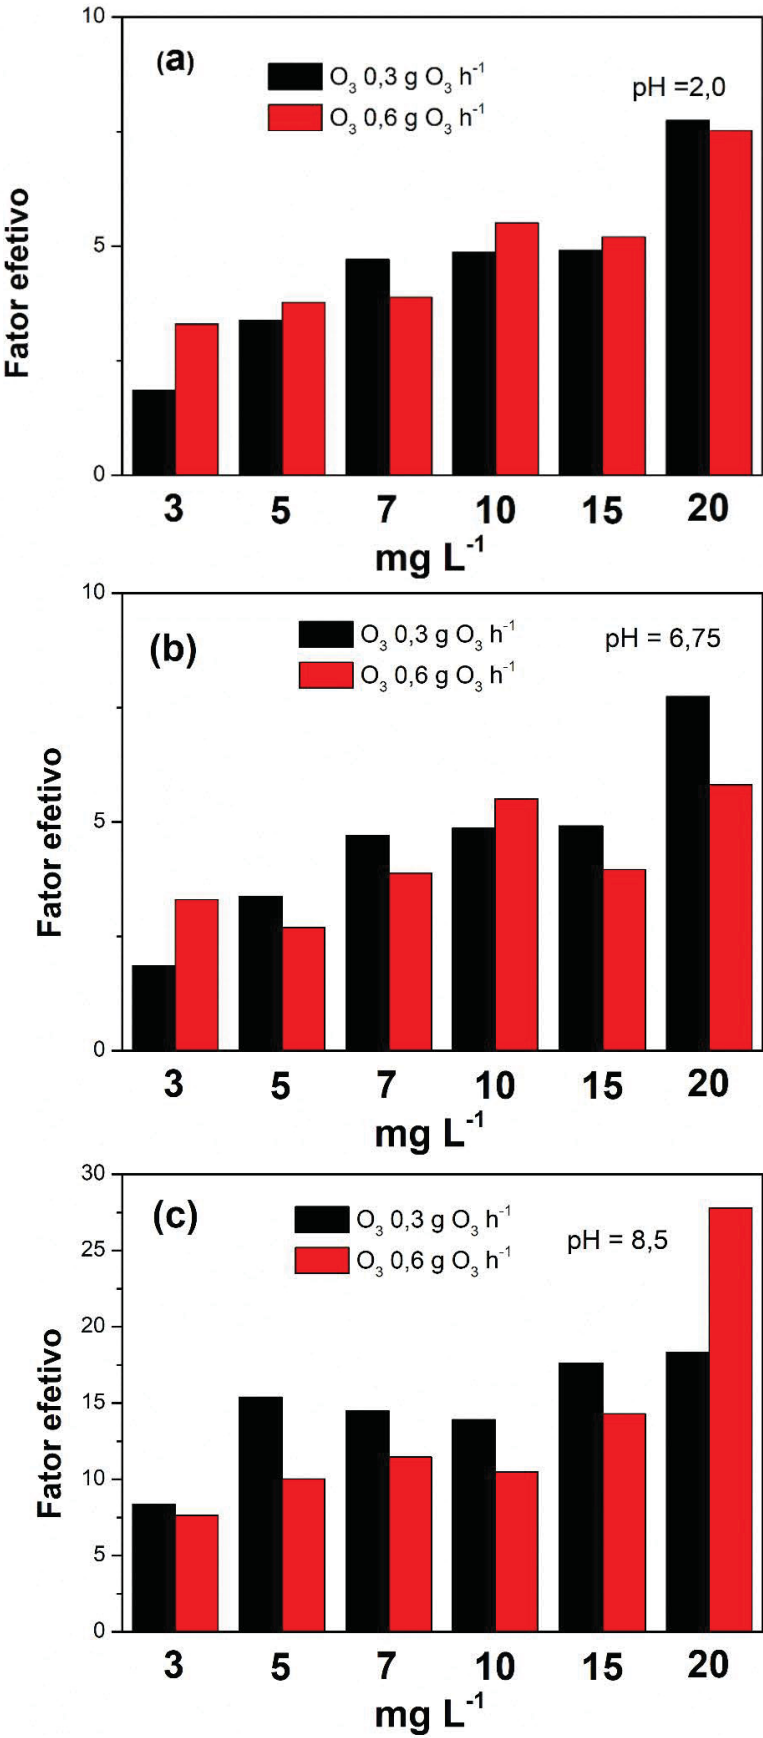 (a)
O3 0,3 g O3 h-1
O3 0,6 g O3 h-1
pH =2,0
10
5
0
Fator efetivo
3 5 7 10 15 20
mg L-1
(b)
O3 0,3 g O3 h-1
O3 0,6 g O3 h-1
pH = 6,75
10
5
0
Fator efetivo
3 5 7 10 15 20
mg L-1
(c)
O3 0,3 g O3 h-1
O3 0,6 g O3 h-1
pH = 8,5
30
25
20
15
10
5
0
Fator efetivo
3 5 7 10 15 20
mg L-1